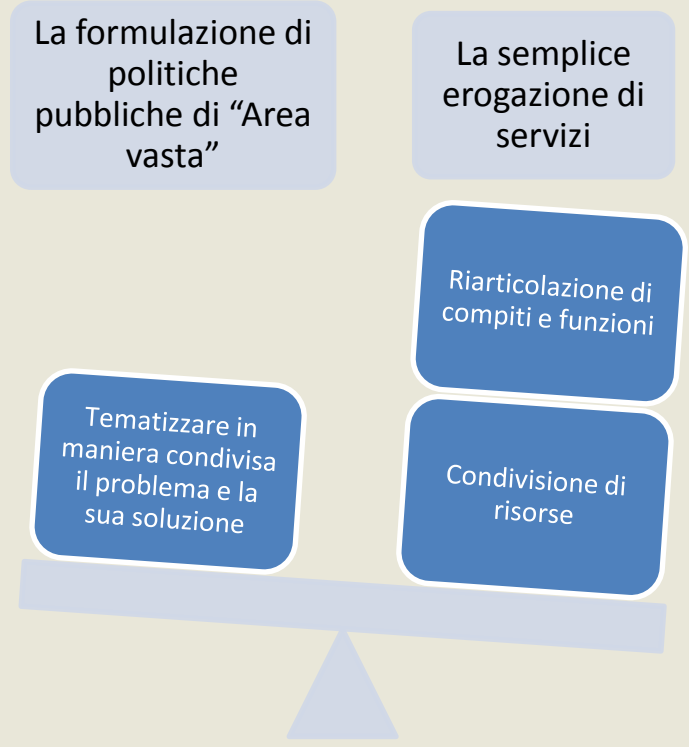 La formulazione di
politiche
pubbliche di “Area
vasta”
La semplice
erogazione di
servizi
Riarticolazione di
compiti e funzioni
Tematizzare in
maniera condivisa
il problema e la
sua soluzione
Condivisione di
risorse